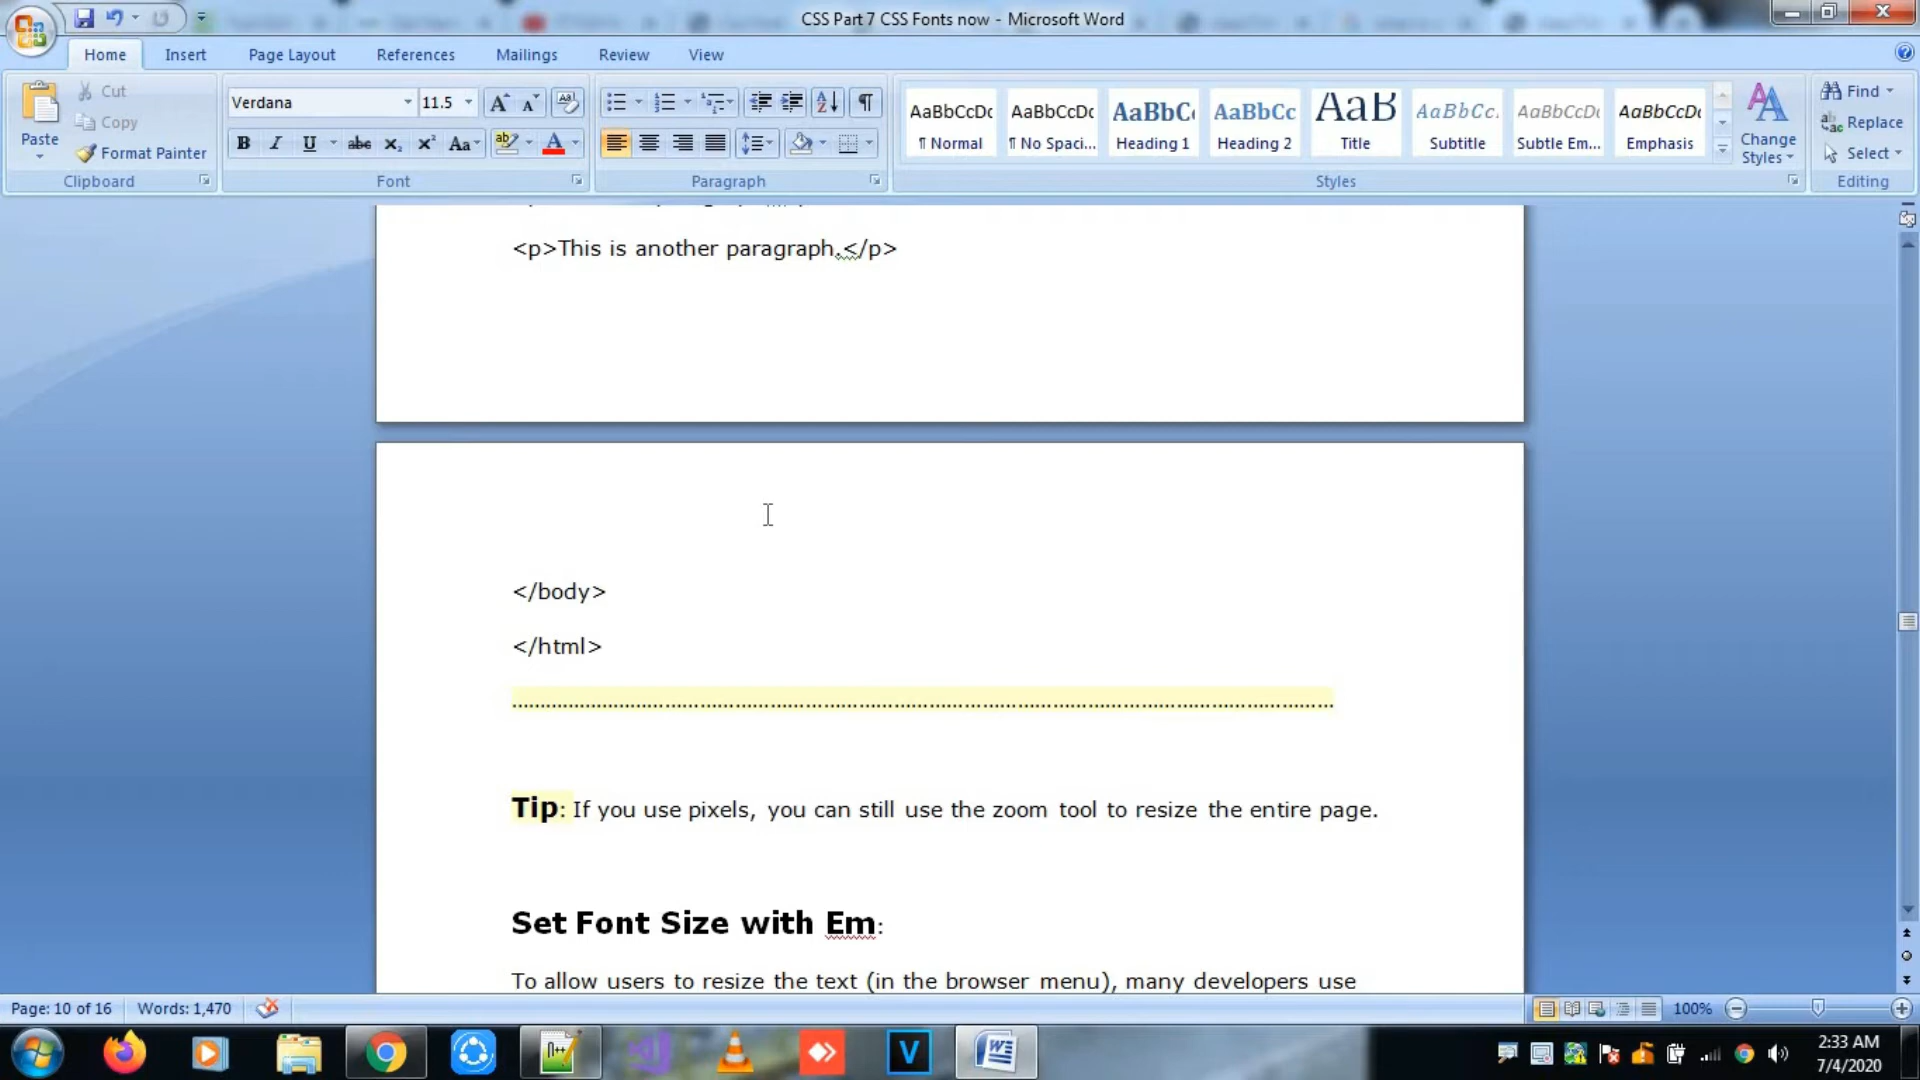 CSS Part 7 CSS Fonts now - Microsoft Word
Home Insert Page Layout References Mailings Review View
Cut
Copy
Paste
Format Painter
Clipboard
Verdana 11.5
Font
Paragraph
AaBbCcDc AaBbCcDc AaBbC AaBbCc AaB AaBbCc. AaBbCcDc AaBbCcDc
¶ Normal ¶ No Spaci... Heading 1 Heading 2 Title Subtitle Subtle Em... Emphasis
Styles
Change
Styles
Find
Replace
Select
Editing
<p>This is another paragraph.</p>
</body>
</html>
Tip: If you use pixels, you can still use the zoom tool to resize the entire page.
Set Font Size with Em:
To allow users to resize the text (in the browser menu), many developers use
Page: 10 of 16 Words: 1,470
100%
2:33 AM
7/4/2020